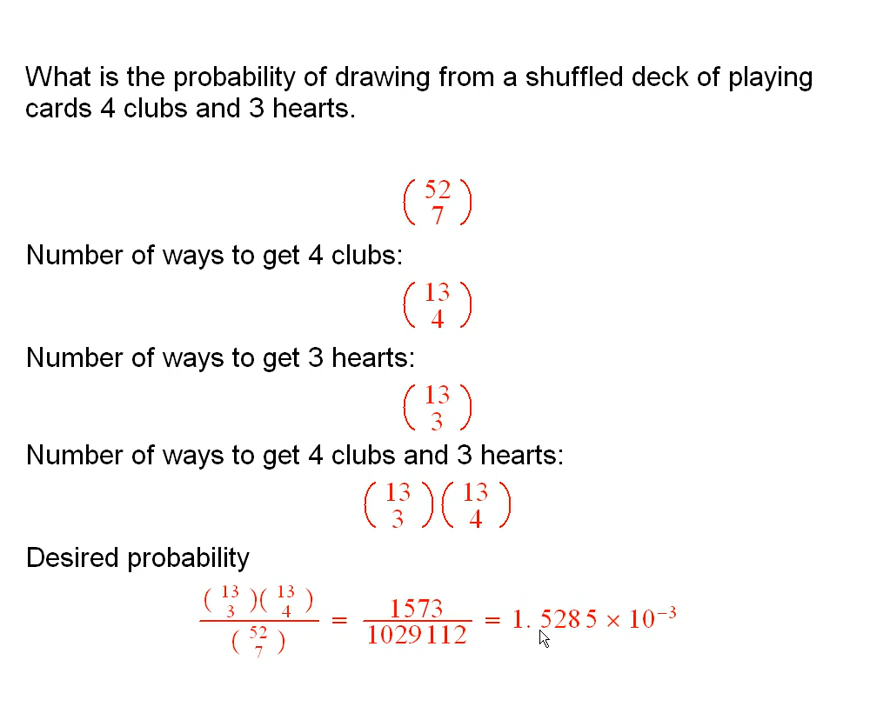 What is the probability of drawing from a shuffled deck of playing
cards 4 clubs and 3 hearts.
( 52
7 )
Number of ways to get 4 clubs:
( 13
4 )
Number of ways to get 3 hearts:
( 13
3 )
Number of ways to get 4 clubs and 3 hearts:
( 13
3 )( 13
4 )
Desired probability
( 13
3 )( 13
4 )
( 52
7 )
= 1573
1029112
= 1.5285 × 10⁻³